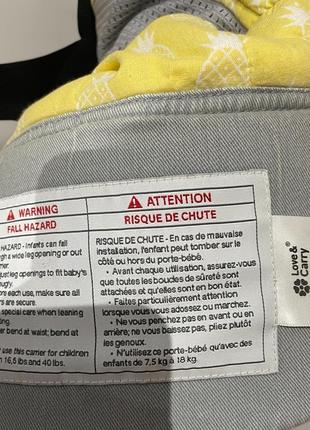 ⚠ WARNING
FALL HAZARD
HAZARD - Infants can fall
a wide leg opening or out
leg openings to fit baby's
snugly.
each use, make sure all
are secured.
special care when leaning
bend at waist; bend at
use this carrier for children
16,5 lbs and 40 lbs.
⚠ ATTENTION
RISQUE DE CHUTE
RISQUE DE CHUTE - En cas de mauvaise
installation, l'enfant peut tomber sur le
côté ou hors du porte-bébé.
• Avant chaque utilisation, assurez-vous
que toutes les boucles de sûreté sont
attachées et qu'elles sont en bon état.
• Faites particulièrement attention
lorsque vous vous adossez ou marchez.
• Ne vous penchez pas en avant ou en
arrière; ne vous baissez pas, pliez plutôt
les genoux.
• N'utilisez ce porte-bébé qu'avec des
enfants de 7,5 kg à 18 kg.
Love&
Carry®